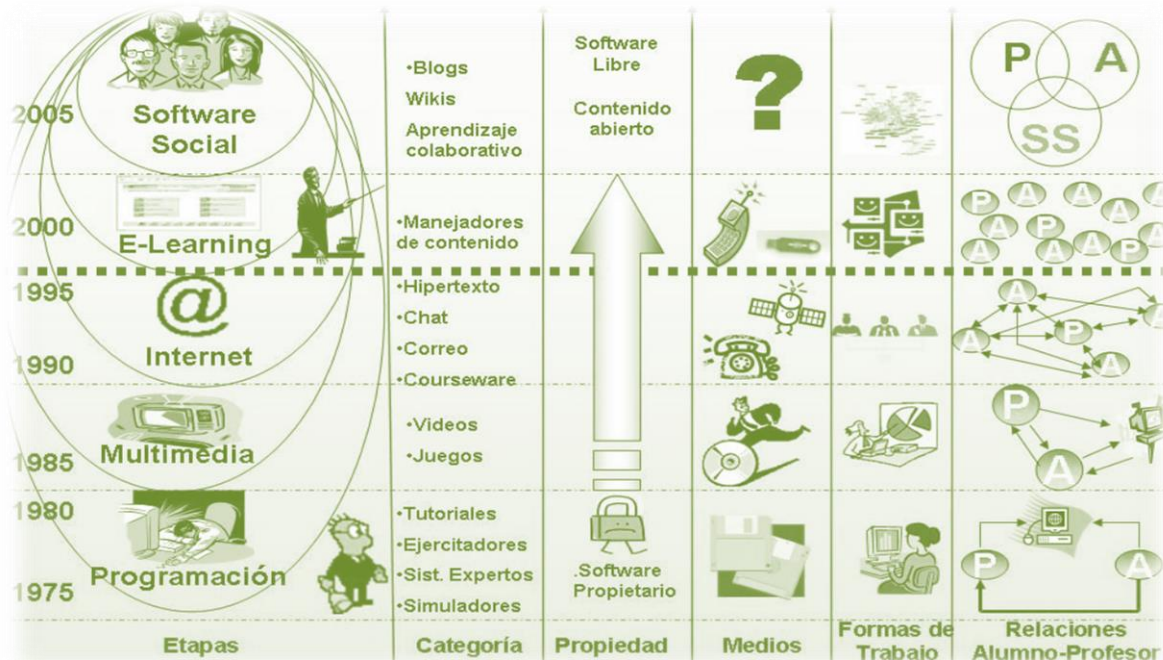 2005
Software
Social
•Blogs
Wikis
Aprendizaje
colaborativo
Software
Libre
Contenido
abierto
?
P
A
SS
2000
E-Learning
•Manejadores
de contenido
P
A
A
A
A
P
A
P
A
A
P
A
1995
@
Internet
1990
•Hipertexto
•Chat
•Correo
•Courseware
A
A
P
A
A
Multimedia
1985
•Videos
•Juegos
P
A
1980
Programación
1975
•Tutoriales
•Ejercitadores
•Sist. Expertos
•Simuladores
.Software
Propietario
P
A
Etapas
Categoría
Propiedad
Medios
Formas de
Trabajo
Relaciones
Alumno-Profesor